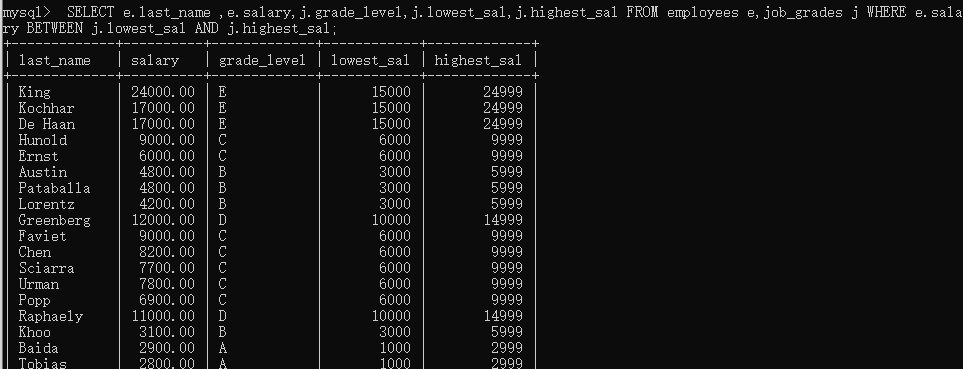 mysql>  SELECT e.last_name ,e.salary,j.grade_level,j.lowest_sal,j.highest_sal FROM employees e,job_grades j WHERE e.sala
ry BETWEEN j.lowest_sal AND j.highest_sal;
+-------------+----------+-------------+------------+-------------+
| last_name   | salary   | grade_level | lowest_sal | highest_sal |
+-------------+----------+-------------+------------+-------------+
| King        | 24000.00 | E           |      15000 |       24999 |
| Kochhar     | 17000.00 | E           |      15000 |       24999 |
| De Haan     | 17000.00 | E           |      15000 |       24999 |
| Hunold      |  9000.00 | C           |       6000 |        9999 |
| Ernst       |  6000.00 | C           |       6000 |        9999 |
| Austin      |  4800.00 | B           |       3000 |        5999 |
| Pataballa   |  4800.00 | B           |       3000 |        5999 |
| Lorentz     |  4200.00 | B           |       3000 |        5999 |
| Greenberg   | 12000.00 | D           |      10000 |       14999 |
| Faviet      |  9000.00 | C           |       6000 |        9999 |
| Chen        |  8200.00 | C           |       6000 |        9999 |
| Sciarra     |  7700.00 | C           |       6000 |        9999 |
| Urman       |  7800.00 | C           |       6000 |        9999 |
| Popp        |  6900.00 | C           |       6000 |        9999 |
| Raphaely    | 11000.00 | D           |      10000 |       14999 |
| Khoo        |  3100.00 | B           |       3000 |        5999 |
| Baida       |  2900.00 | A           |       1000 |        2999 |
| Tobias      |  2800.00 | A           |       1000 |        2999 |